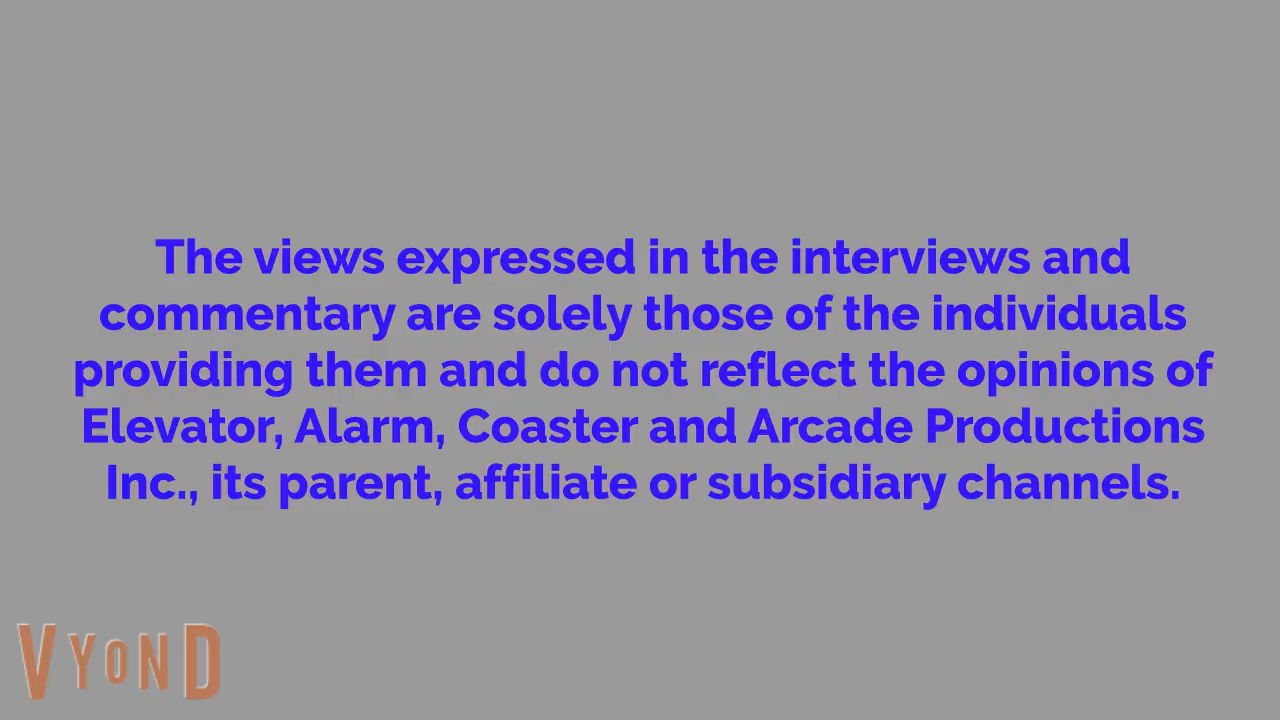 The views expressed in the interviews and
commentary are solely those of the individuals
providing them and do not reflect the opinions of
Elevator, Alarm, Coaster and Arcade Productions
Inc., its parent, affiliate or subsidiary channels.
VYOND